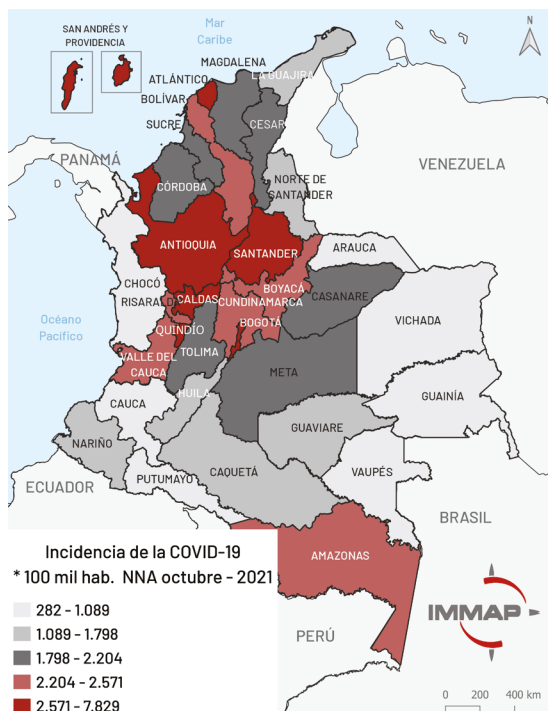 SAN ANDRÉS Y
PROVIDENCIA
Mar
Caribe
N
MAGDALENA
LA GUAJIRA
ATLÁNTICO
BOLÍVAR
SUCRE
CESAR
PANAMÁ
VENEZUELA
CÓRDOBA
NORTE DE
SANTANDER
ANTIOQUIA
SANTANDER
ARAUCA
CHOCÓ
BOYACÁ
RISARALD
CALDAS
CUNDINAMARCA
CASANARE
Océano
Pacífico
QUINDÍO
BOGOTÁ
VICHADA
VALLE DEL
CAUCA
TOLIMA
META
HUILA
GUAINÍA
CAUCA
GUAVIARE
NARIÑO
CAQUETÁ
VAUPÉS
PUTUMAYO
ECUADOR
BRASIL
AMAZONAS
Incidencia de la COVID-19
* 100 mil hab. NNA octubre - 2021
282 - 1.089
1.089 - 1.798
1.798 - 2.204
2.204 - 2.571
2.571 - 7.829
PERÚ
IMMAP
0 200 400 km